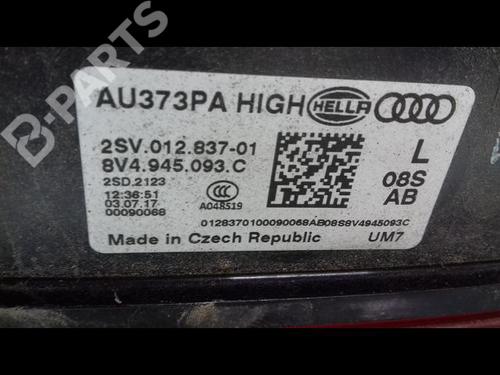 B-PARTS
AU373PA HIGH HELLA
2SV.012.837-01
8V4.945.093.C
2SD.2123
12:36:51
03.07.17
00090068
CCC
A048519
L
08S
AB
0128370100090068AB08S8V4945093C
Made in Czech Republic UM7